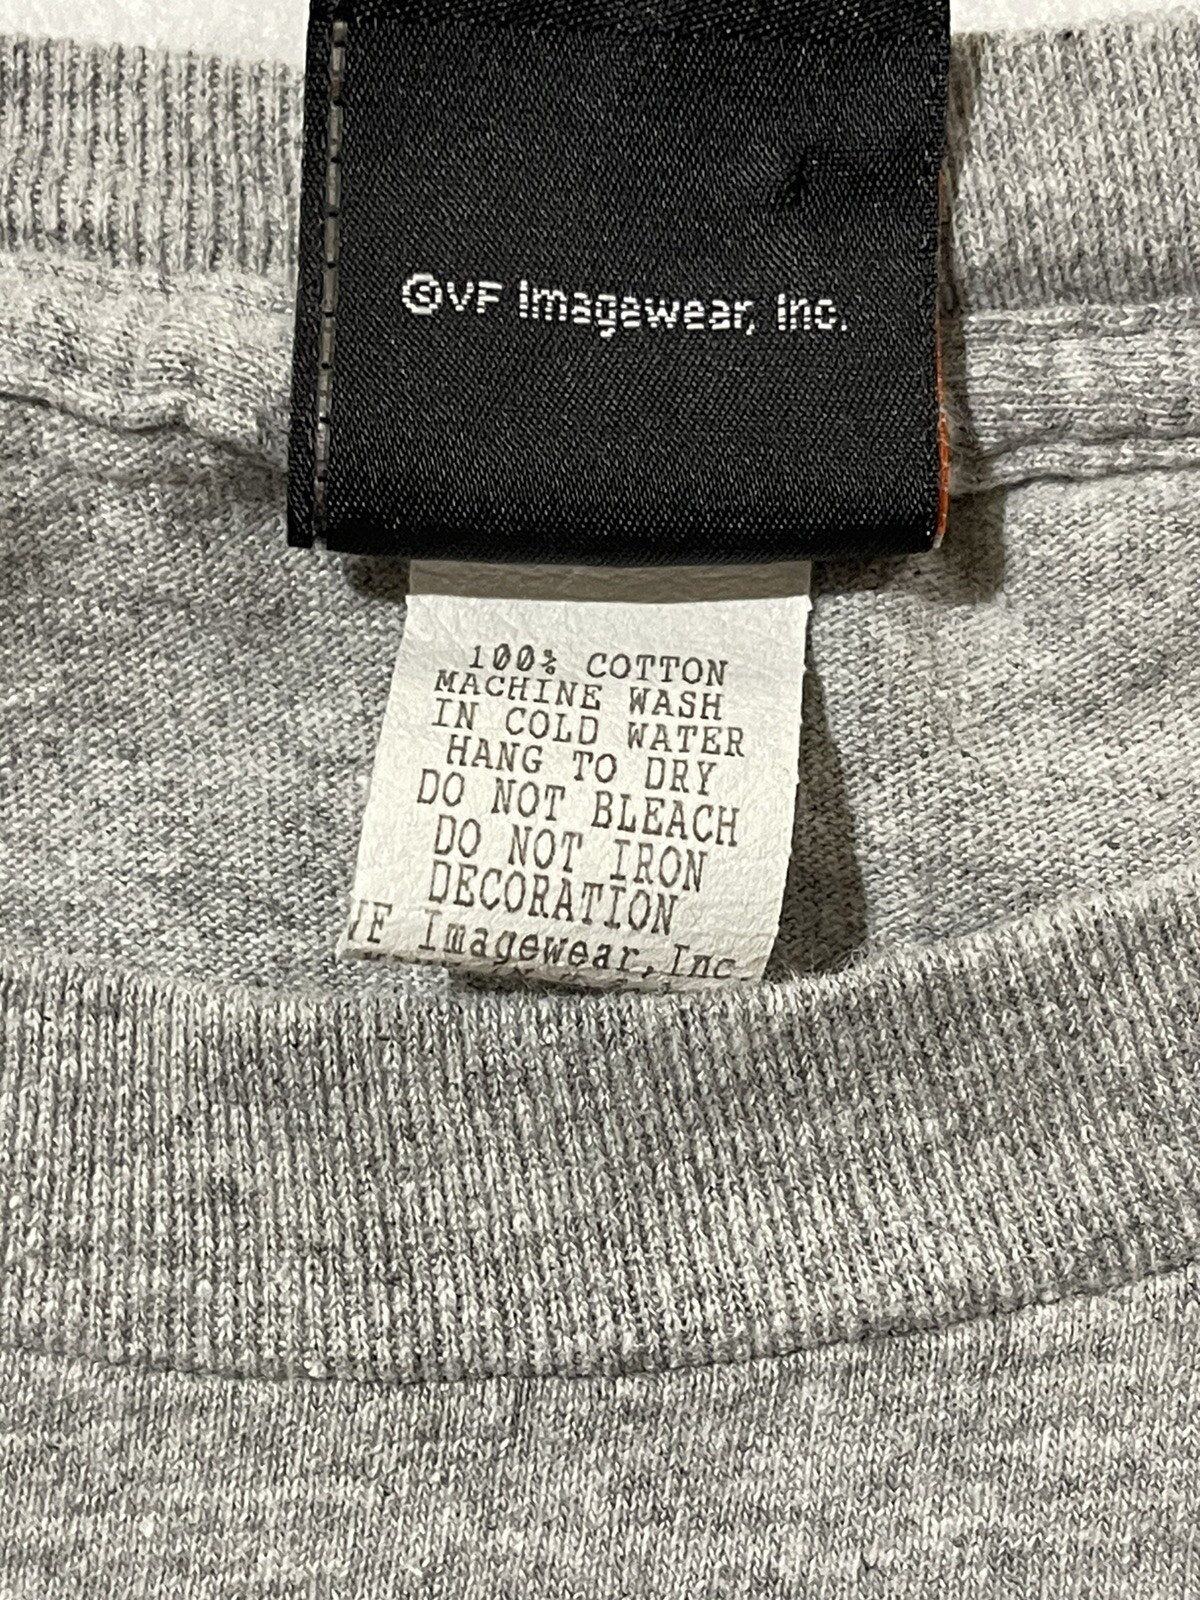 ©VF Imagewear, Inc.
100% COTTON
MACHINE WASH
IN COLD WATER
HANG TO DRY
DO NOT BLEACH
DO NOT IRON
DECORATION
VF Imagewear, Inc.